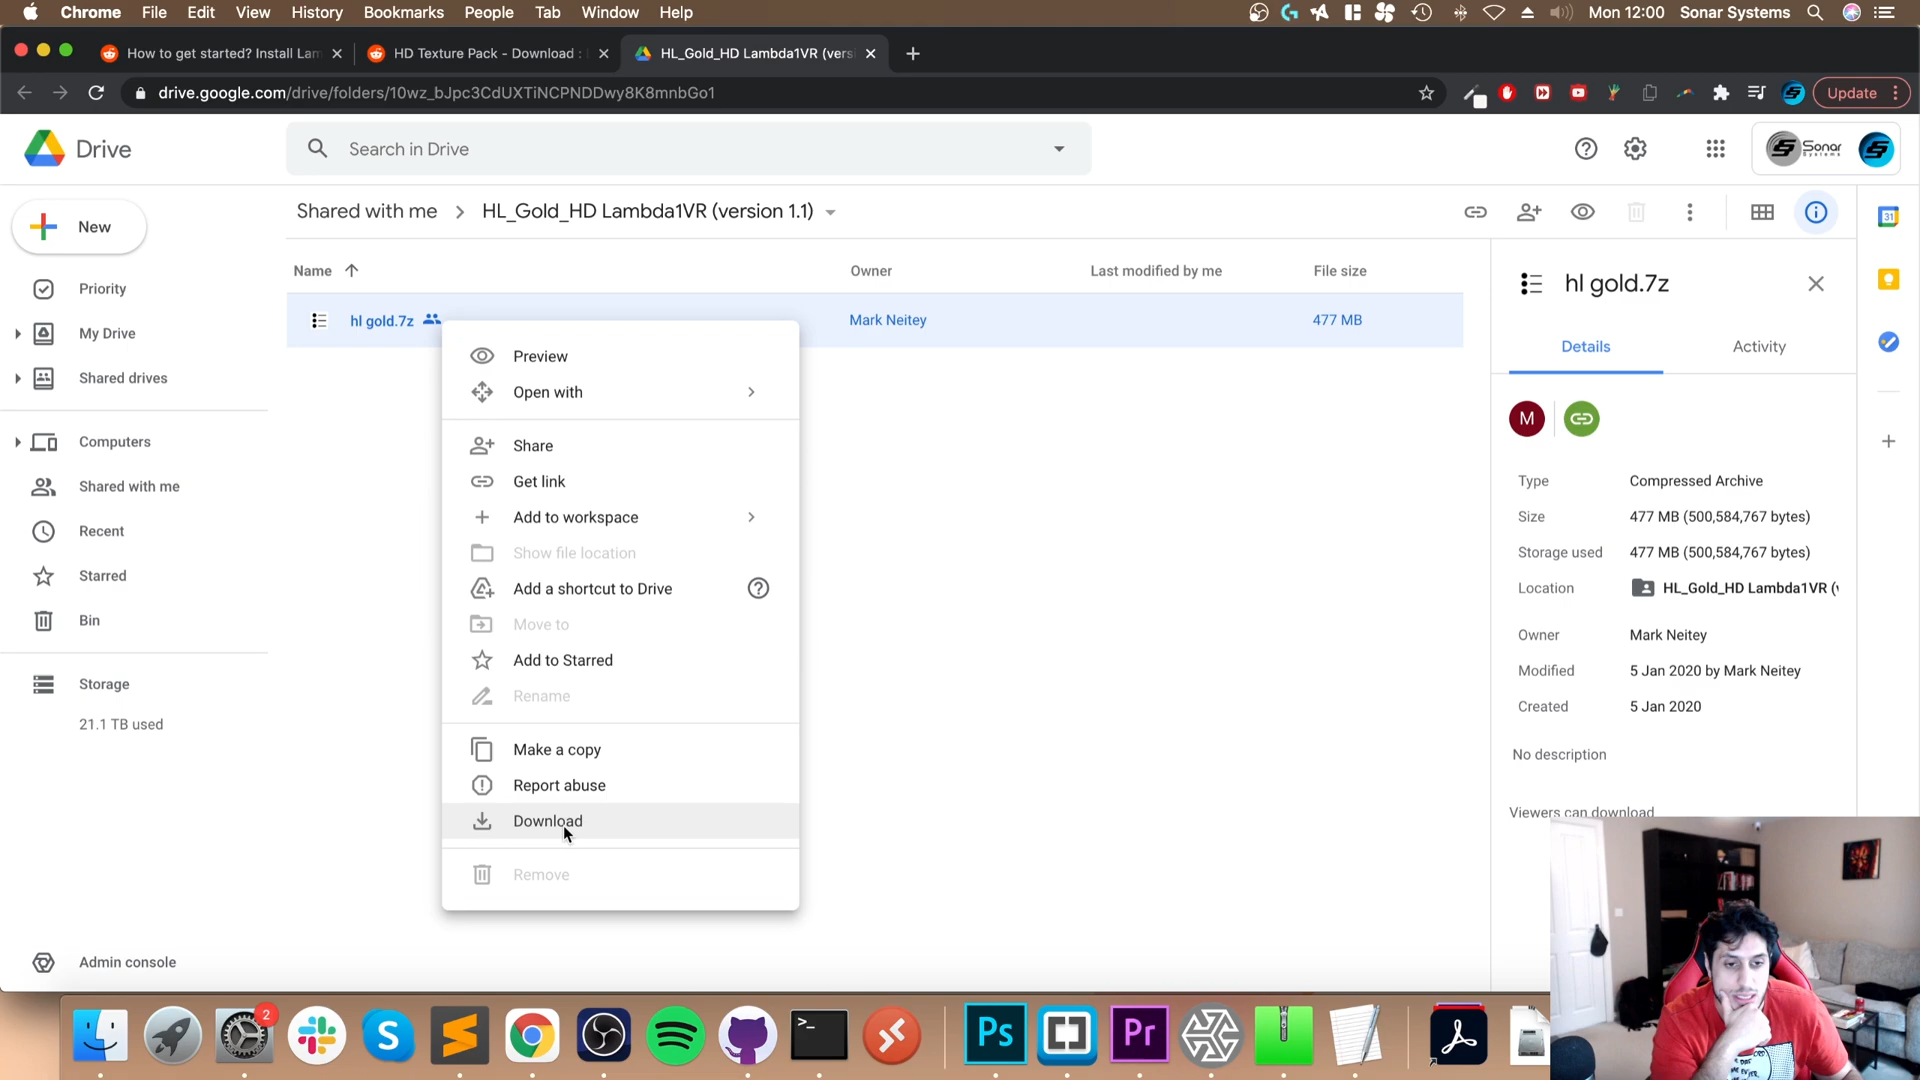 Chrome File Edit View History Bookmarks People Tab Window Help Mon 12:00 Sonar Systems
How to get started? Install Lam HD Texture Pack - Download : HL_Gold_HD Lambda1VR (versi
drive.google.com/drive/folders/10wz_bJpc3CdUXTiNCPNDDwy8K8mnbGo1 Update
Drive Search in Drive Sonar Systems
New Shared with me HL_Gold_HD Lambda1VR (version 1.1)
Name Owner Last modified by me File size
hl gold.7z Mark Neitey 477 MB
Priority
My Drive
Shared drives
Computers
Shared with me
Recent
Starred
Bin
Storage
21.1 TB used
Admin console
Preview
Open with
Share
Get link
Add to workspace
Show file location
Add a shortcut to Drive
Move to
Add to Starred
Rename
Make a copy
Report abuse
Download
Remove
hl gold.7z
Details Activity
M
Type Compressed Archive
Size 477 MB (500,584,767 bytes)
Storage used 477 MB (500,584,767 bytes)
Location HL_Gold_HD Lambda1VR (
Owner Mark Neitey
Modified 5 Jan 2020 by Mark Neitey
Created 5 Jan 2020
No description
Viewers can download
31
2
Ps Pr